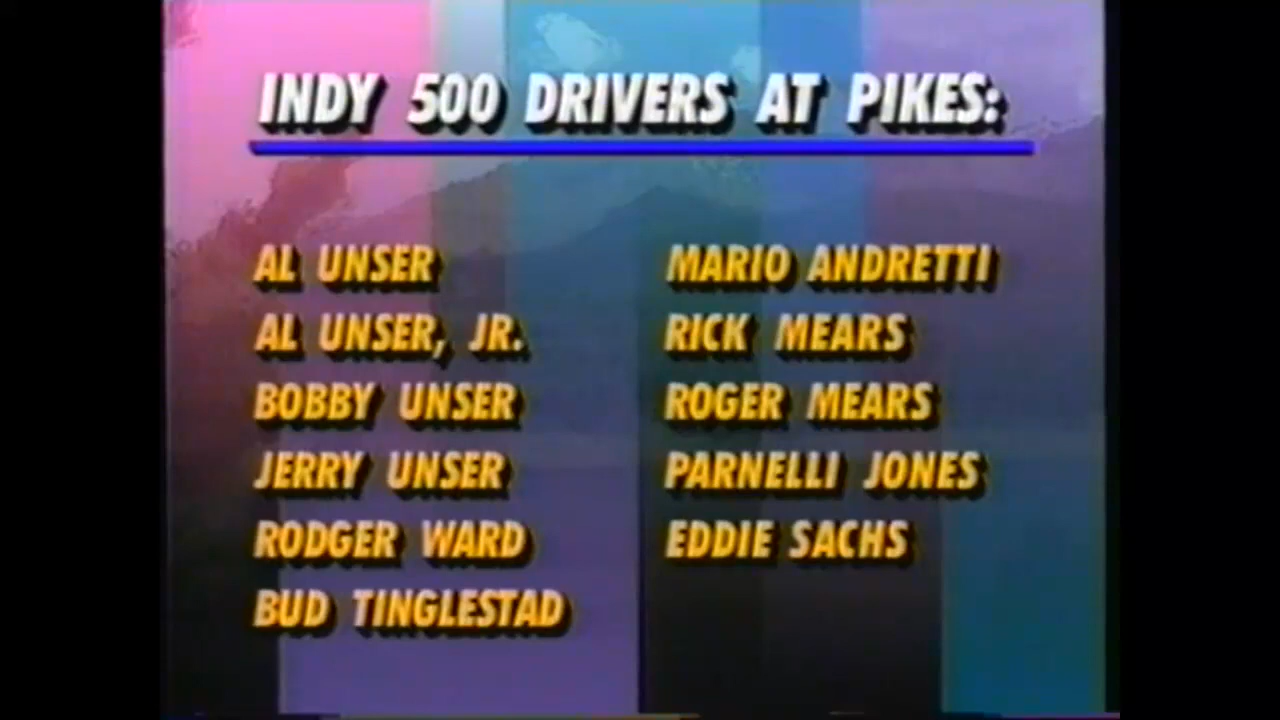 INDY 500 DRIVERS AT PIKES:
AL UNSER
AL UNSER, JR.
BOBBY UNSER
JERRY UNSER
RODGER WARD
BUD TINGLESTAD
MARIO ANDRETTI
RICK MEARS
ROGER MEARS
PARNELLI JONES
EDDIE SACHS